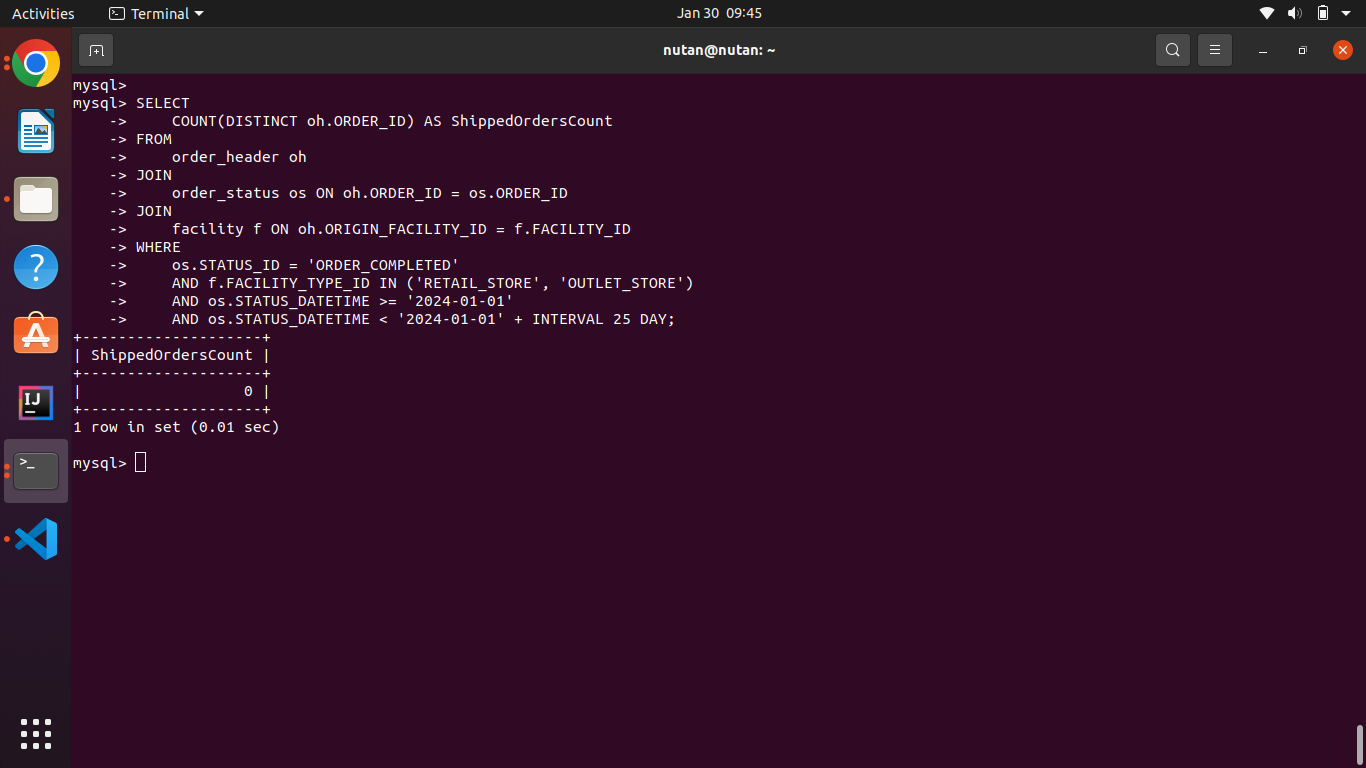 Activities
Terminal
Jan 30 09:45
nutan@nutan: ~
mysql>
mysql> SELECT
    ->     COUNT(DISTINCT oh.ORDER_ID) AS ShippedOrdersCount
    -> FROM
    ->     order_header oh
    -> JOIN
    ->     order_status os ON oh.ORDER_ID = os.ORDER_ID
    -> JOIN
    ->     facility f ON oh.ORIGIN_FACILITY_ID = f.FACILITY_ID
    -> WHERE
    ->     os.STATUS_ID = 'ORDER_COMPLETED'
    ->     AND f.FACILITY_TYPE_ID IN ('RETAIL_STORE', 'OUTLET_STORE')
    ->     AND os.STATUS_DATETIME >= '2024-01-01'
    ->     AND os.STATUS_DATETIME < '2024-01-01' + INTERVAL 25 DAY;
+--------------------+
| ShippedOrdersCount |
+--------------------+
|                  0 |
+--------------------+
1 row in set (0.01 sec)
mysql>
?
IJ
>_